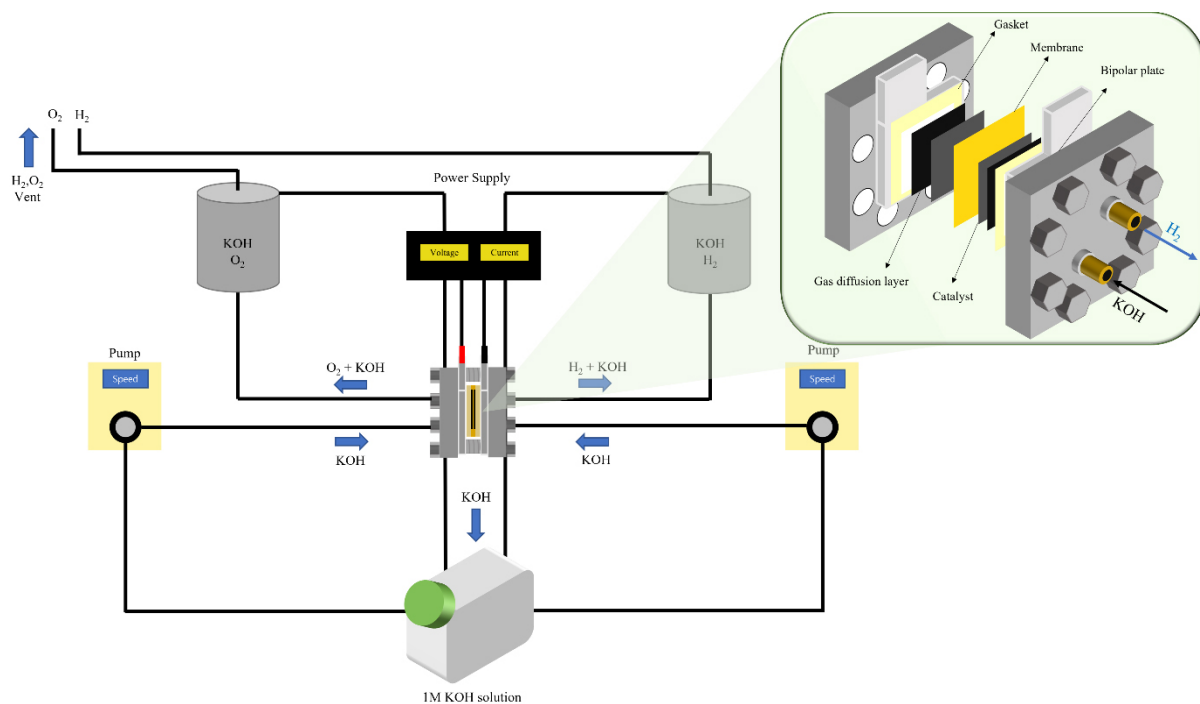 Gasket
Membrane
Bipolar plate
Gas diffusion layer
Catalyst
H₂
KOH
O₂ H₂
H₂,O₂
Vent
Power Supply
Voltage Current
KOH
O₂
KOH
H₂
Pump
Speed
O₂ + KOH
H₂ + KOH
Pump
Speed
KOH
KOH
KOH
1M KOH solution